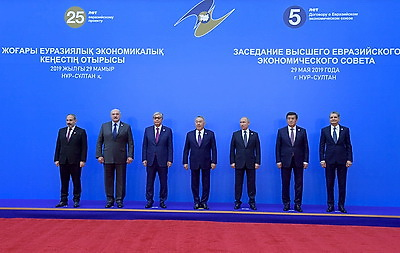 25 лет
евразийскому
проекту
5 лет
Договору о Евразийском
экономическом союзе
ЖОҒАРЫ ЕУРАЗИЯЛЫҚ ЭКОНОМИКАЛЫҚ
КЕҢЕСТІҢ ОТЫРЫСЫ
2019 ЖЫЛҒЫ 29 МАМЫР
НҰР-СҰЛТАН қ.
ЗАСЕДАНИЕ ВЫСШЕГО ЕВРАЗИЙСКОГО
ЭКОНОМИЧЕСКОГО СОВЕТА
29 МАЯ 2019 ГОДА
г. НУР-СУЛТАН